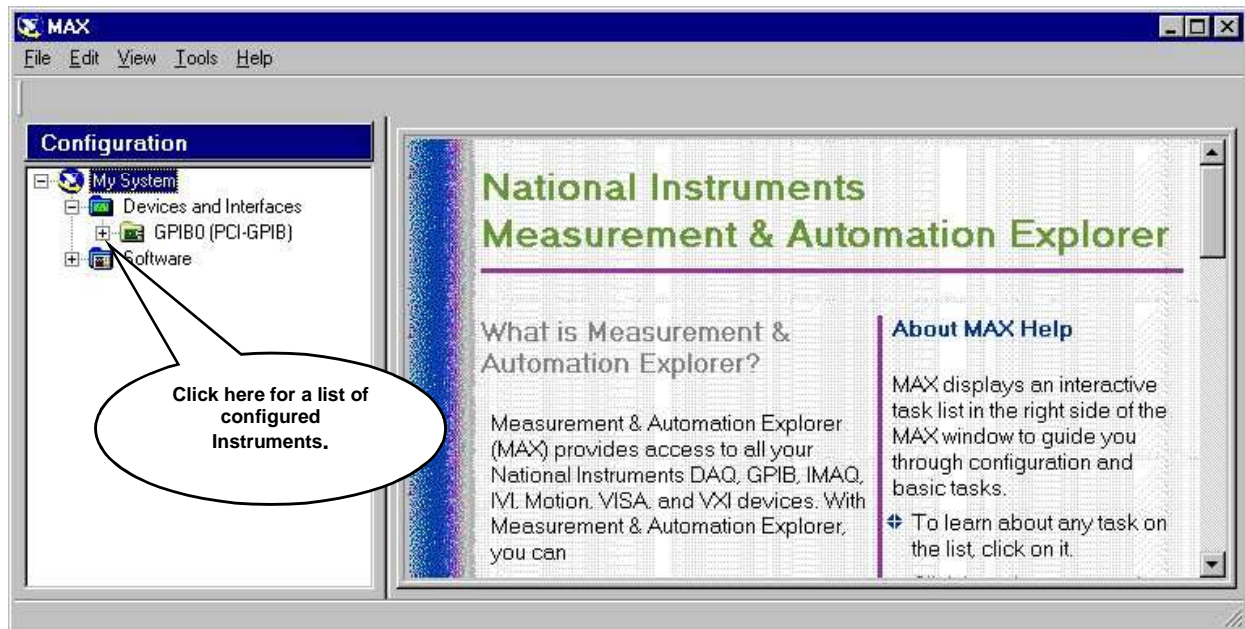 MAX
File Edit View Tools Help
Configuration
My System
Devices and Interfaces
GPIB0 (PCI-GPIB)
Software
Click here for a list of
configured
Instruments.
National Instruments
Measurement & Automation Explorer
What is Measurement &
Automation Explorer?
Measurement & Automation Explorer
(MAX) provides access to all your
National Instruments DAQ, GPIB, IMAQ,
IVI, Motion, VISA, and VXI devices. With
Measurement & Automation Explorer,
you can
About MAX Help
MAX displays an interactive
task list in the right side of the
MAX window to guide you
through configuration and
basic tasks.
To learn about any task on
the list, click on it.